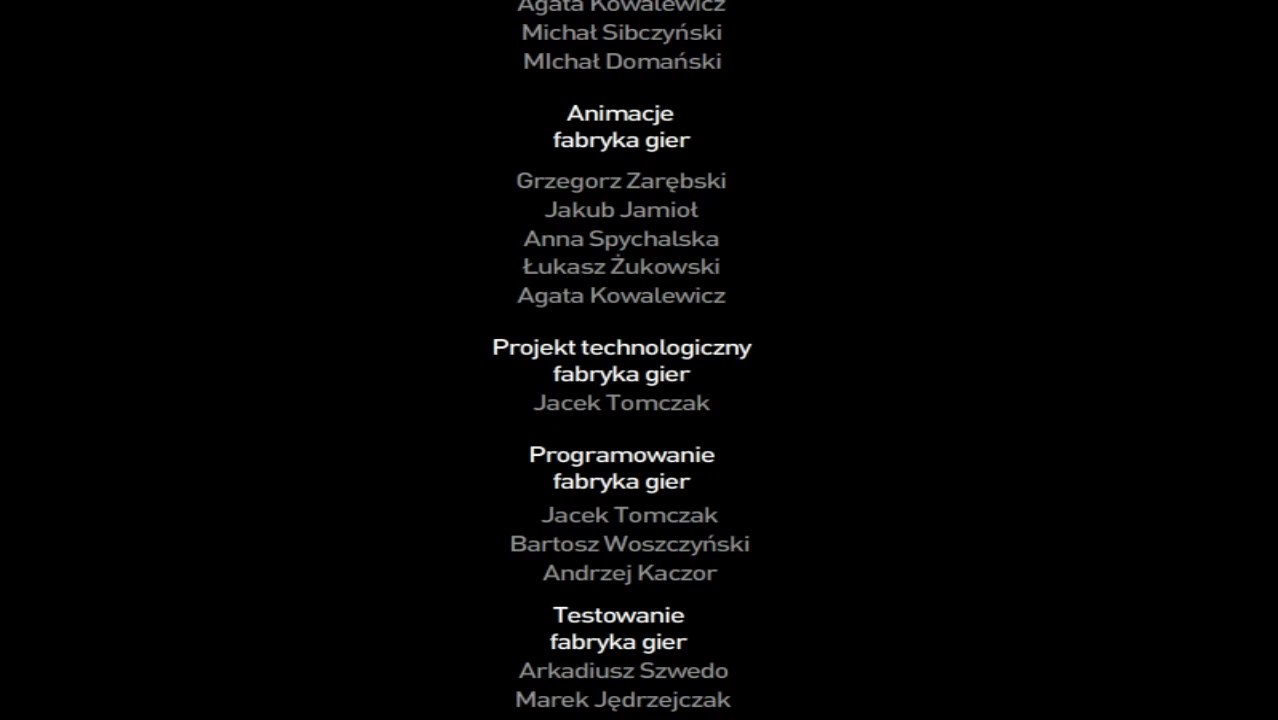 Agata Kowalewicz
Michał Sibczyński
MIchał Domański
Animacje
fabryka gier
Grzegorz Zarębski
Jakub Jamioł
Anna Spychalska
Łukasz Żukowski
Agata Kowalewicz
Projekt technologiczny
fabryka gier
Jacek Tomczak
Programowanie
fabryka gier
Jacek Tomczak
Bartosz Woszczyński
Andrzej Kaczor
Testowanie
fabryka gier
Arkadiusz Szwedo
Marek Jędrzejczak